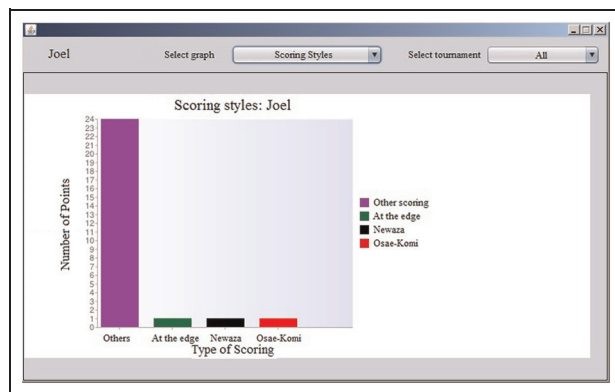 Joel Select graph Scoring Styles Select tournament All
Scoring styles: Joel
Number of Points
24
23
22
21
20
19
18
17
16
15
14
13
12
11
10
9
8
7
6
5
4
3
2
1
0
Others At the edge Newaza Osae-Komi
Type of Scoring
Other scoring
At the edge
Newaza
Osae-Komi